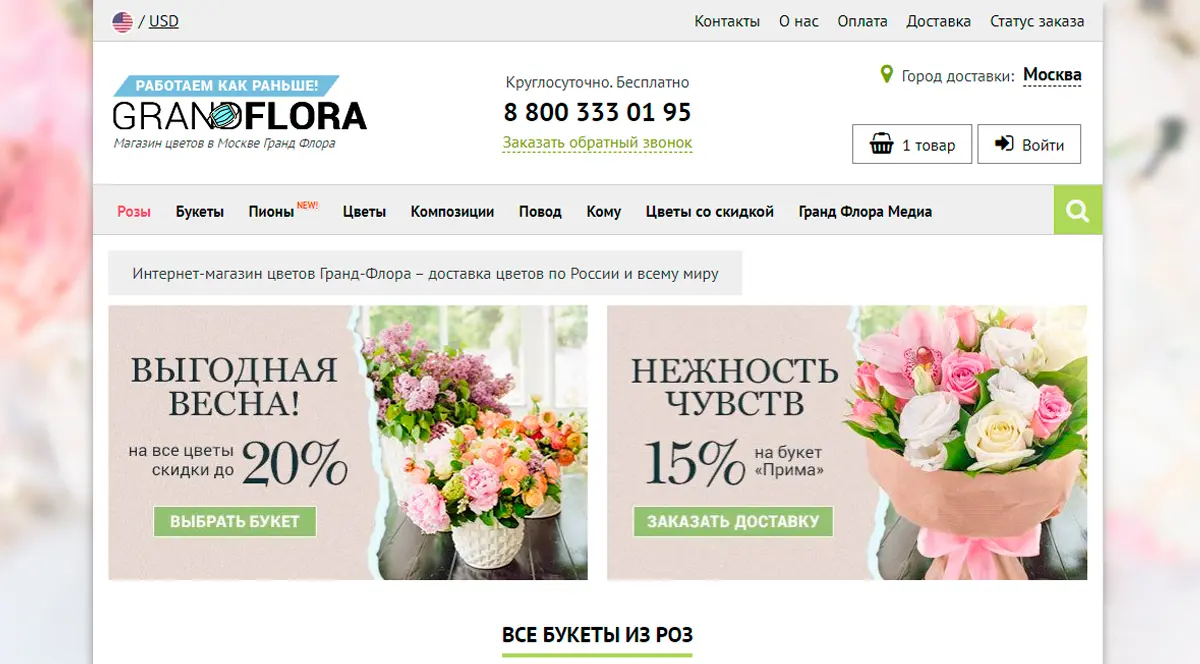 / USD
Контакты О нас Оплата Доставка Статус заказа
РАБОТАЕМ КАК РАНЬШЕ!
GRANDFLORA
Магазин цветов в Москве Гранд Флора
Круглосуточно. Бесплатно
8 800 333 01 95
Заказать обратный звонок
Город доставки: Москва
1 товар Войти
Розы Букеты Пионы NEW! Цветы Композиции Повод Кому Цветы со скидкой Гранд Флора Медиа
Интернет-магазин цветов Гранд-Флора – доставка цветов по России и всему миру
ВЫГОДНАЯ
ВЕСНА!
на все цветы
скидки до 20%
ВЫБРАТЬ БУКЕТ
НЕЖНОСТЬ
ЧУВСТВ
15% на букет
«Прима»
ЗАКАЗАТЬ ДОСТАВКУ
ВСЕ БУКЕТЫ ИЗ РОЗ